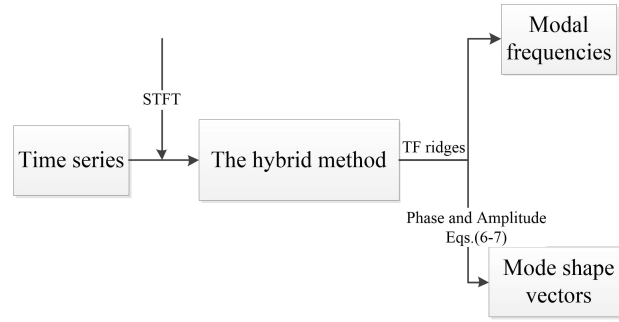 Modal
frequencies
STFT
Time series
The hybrid method
TF ridges
Phase and Amplitude
Eqs.(6-7)
Mode shape
vectors